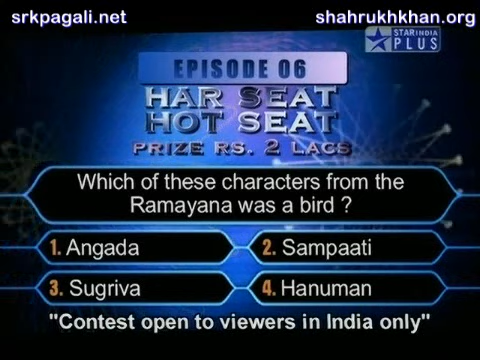 srkpagali.net
shahrukhkhan.org
STAR INDIA
PLUS
EPISODE 06
HAR SEAT
HOT SEAT
PRIZE RS. 2 LACS
Which of these characters from the
Ramayana was a bird ?
1. Angada
2. Sampaati
3. Sugriva
4. Hanuman
"Contest open to viewers in India only"